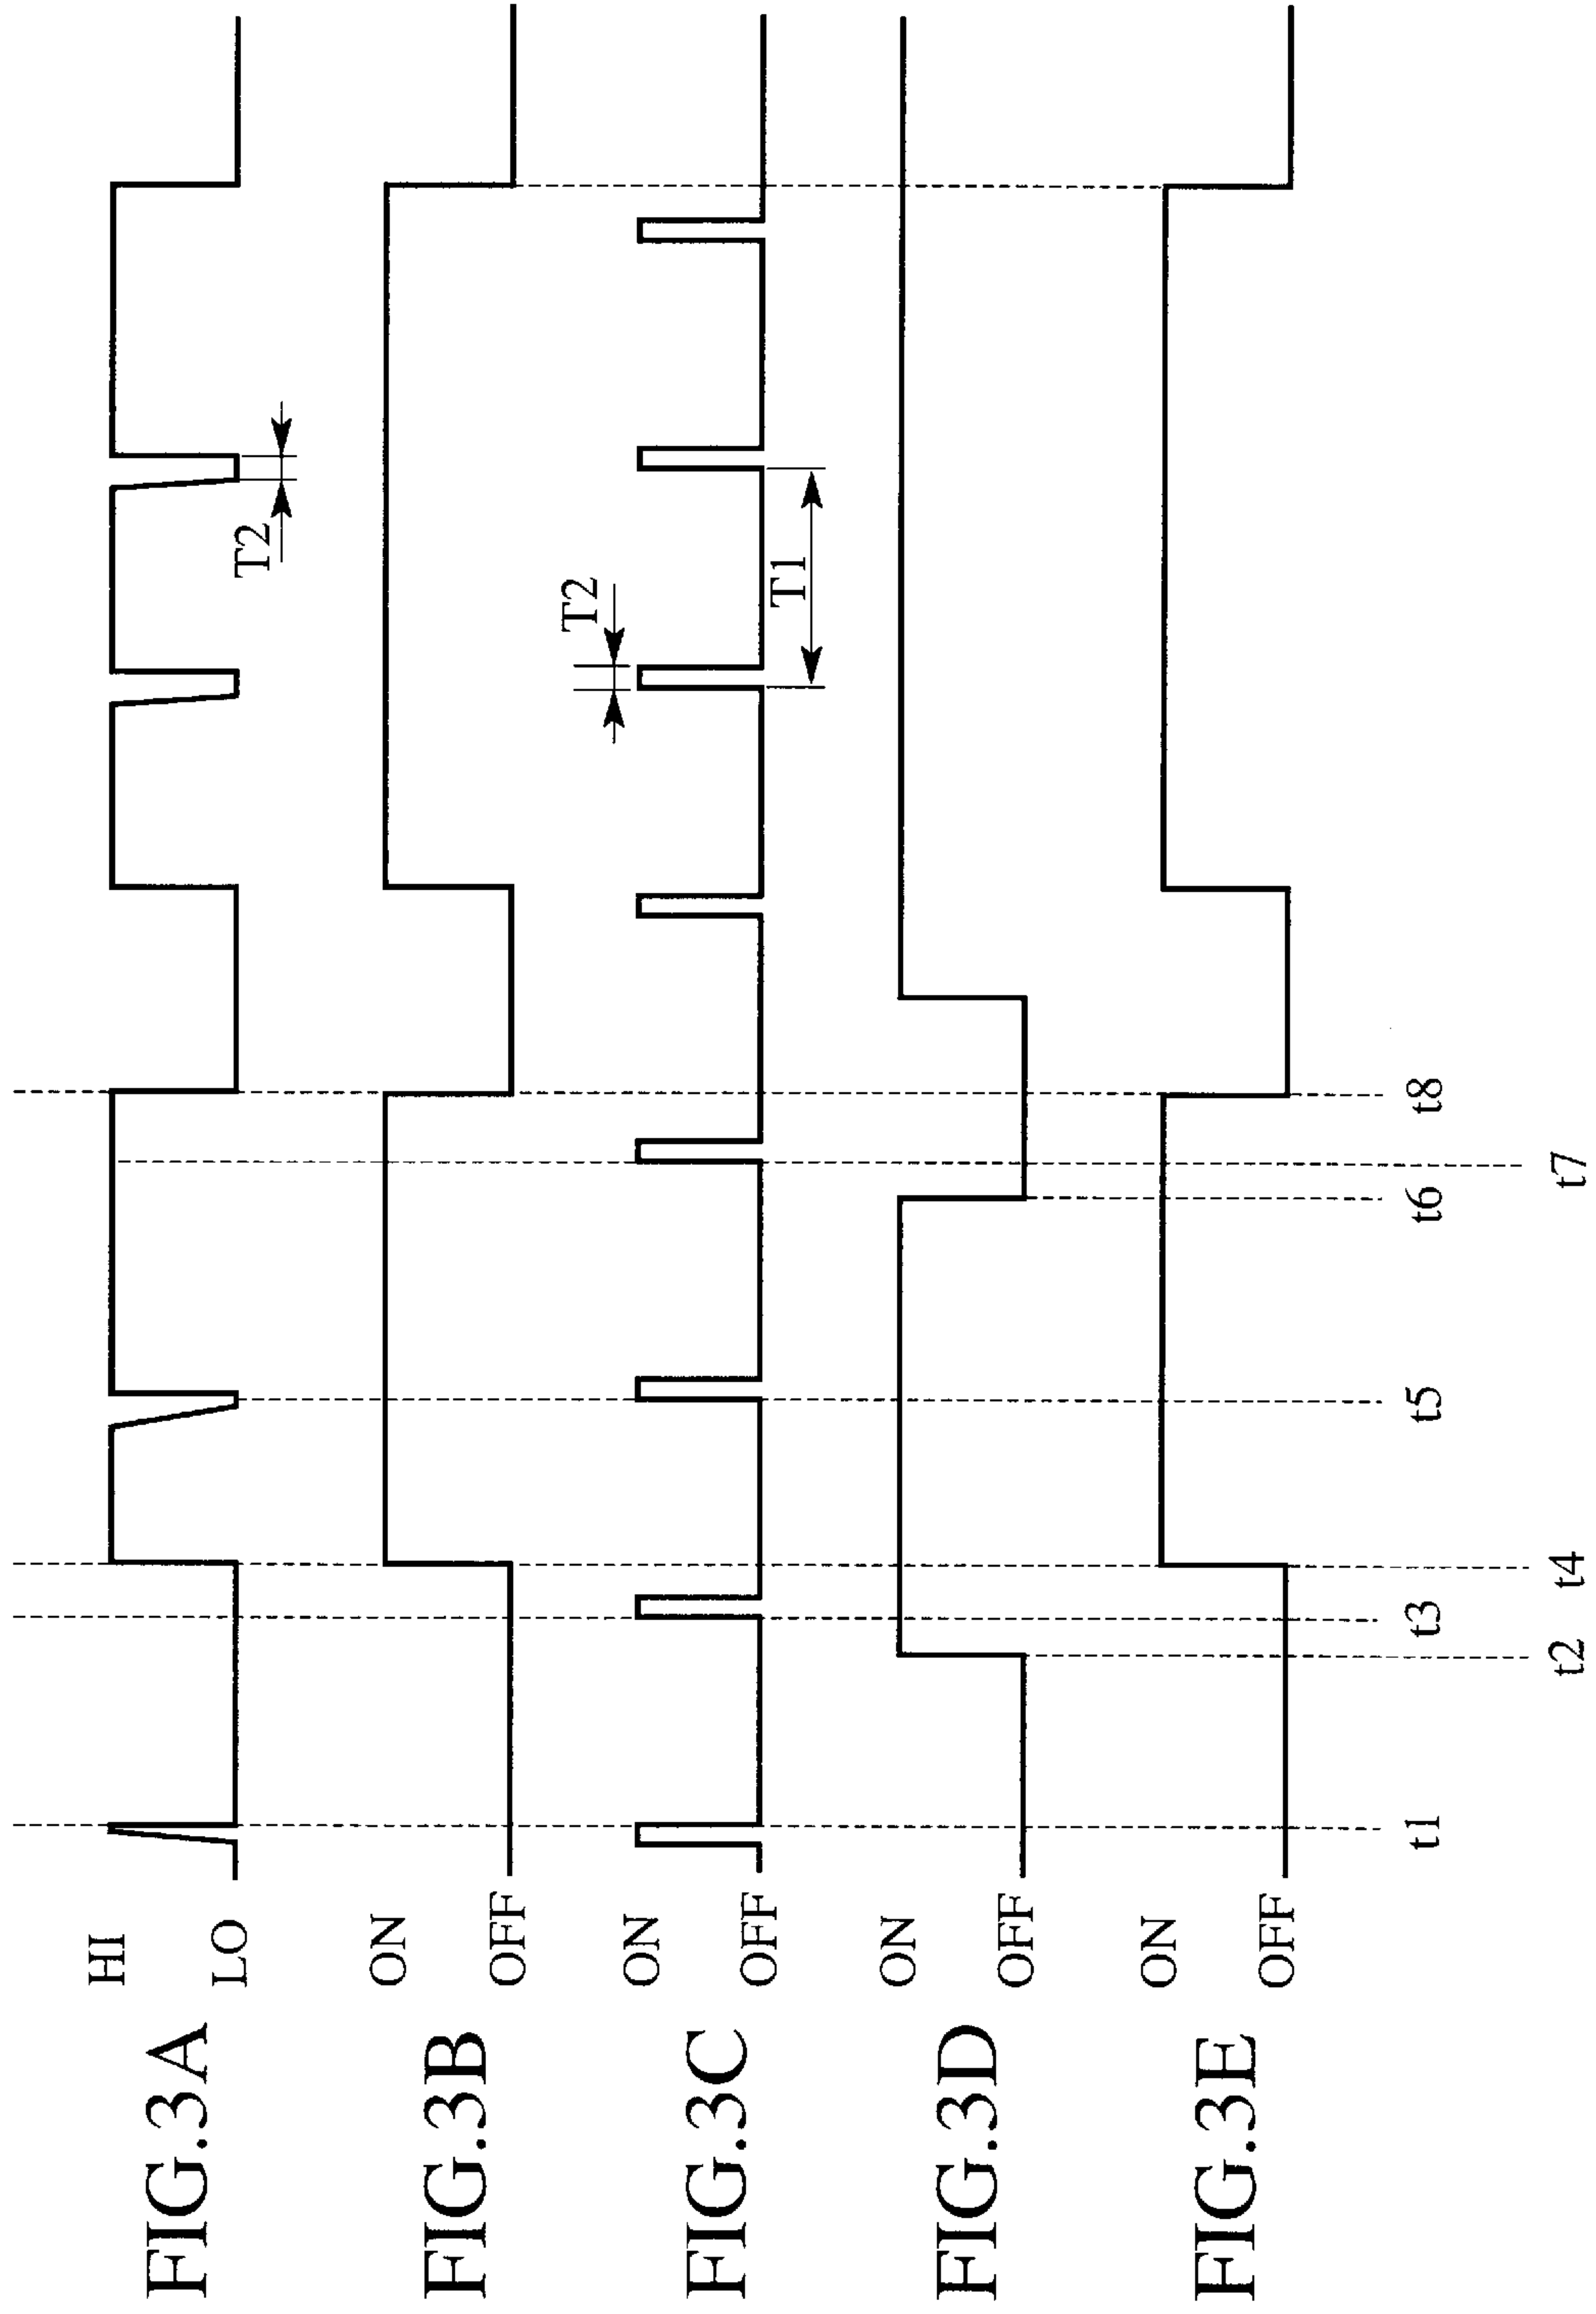 FIG.3A
HI
LO
T2
FIG.3B
ON
OFF
FIG.3C
ON
OFF
T2
T1
FIG.3D
ON
OFF
FIG.3E
ON
OFF
t1
t2
t3
t4
t5
t6
t7
t8